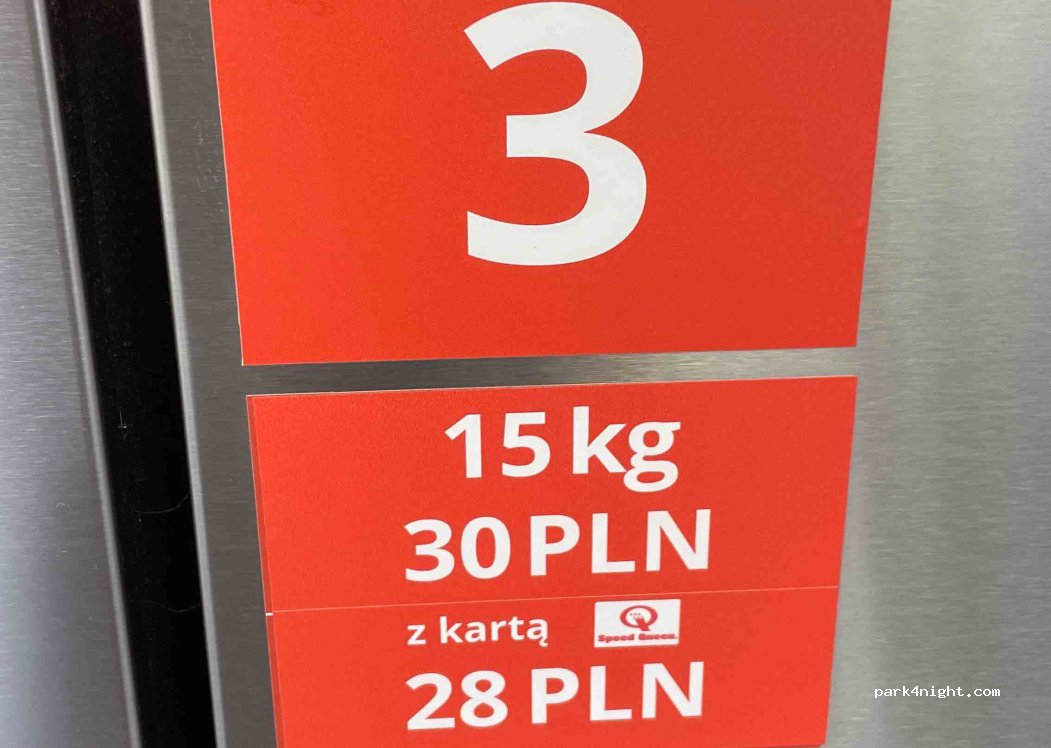 3
15 kg
30 PLN
z kartą
Speed Queen.
28 PLN
park4night.com